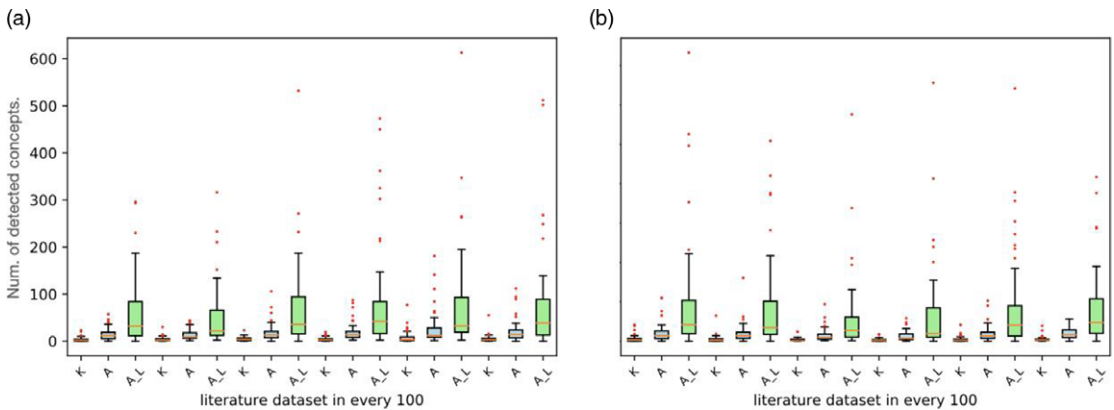 (a)
(b)
Num. of detected concepts.
600
500
400
300
200
100
0
K A A_L K A A_L K A A_L K A A_L K A A_L K A A_L
K A A_L K A A_L K A A_L K A A_L K A A_L K A A_L
literature dataset in every 100
literature dataset in every 100